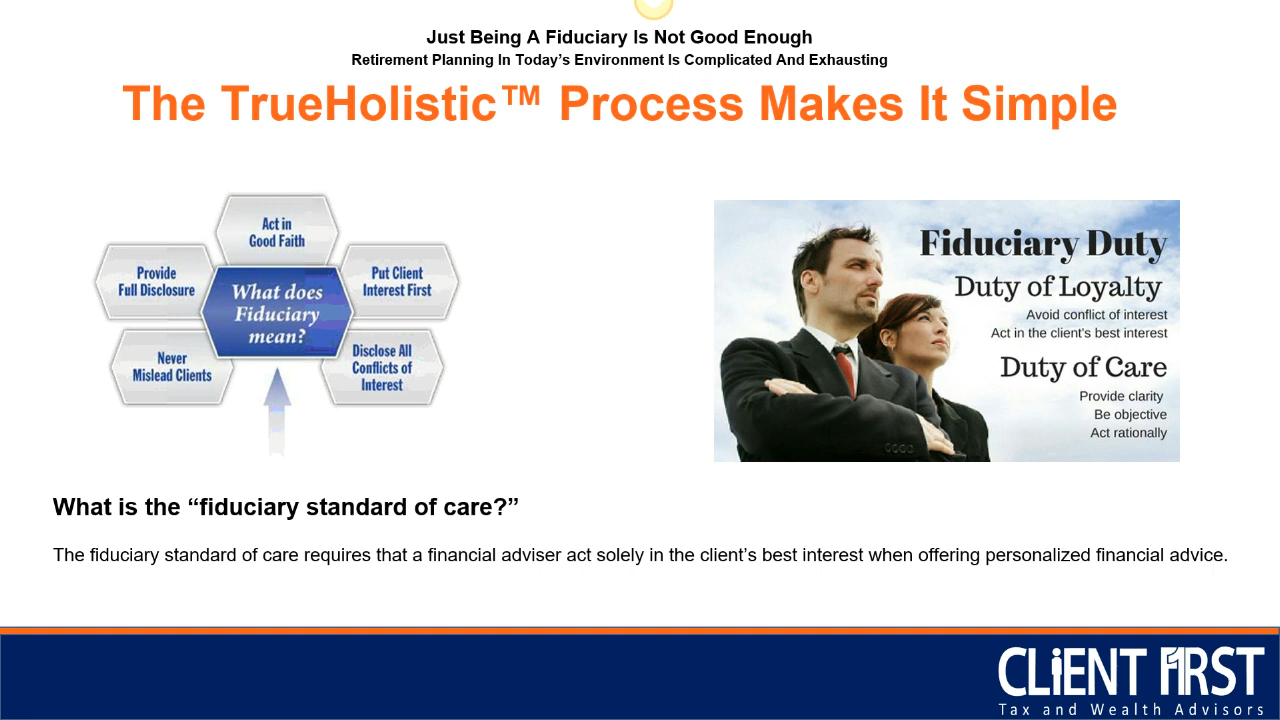 Just Being A Fiduciary Is Not Good Enough
Retirement Planning In Today’s Environment Is Complicated And Exhausting
The TrueHolistic™ Process Makes It Simple
Act in
Good Faith
Provide
Full Disclosure
Put Client
Interest First
What does
Fiduciary
mean?
Never
Mislead Clients
Disclose All
Conflicts of
Interest
Fiduciary Duty
Duty of Loyalty
Avoid conflict of interest
Act in the client's best interest
Duty of Care
Provide clarity
Be objective
Act rationally
What is the “fiduciary standard of care?”
The fiduciary standard of care requires that a financial adviser act solely in the client’s best interest when offering personalized financial advice.
CLiENT F1RST
Tax and Wealth Advisors